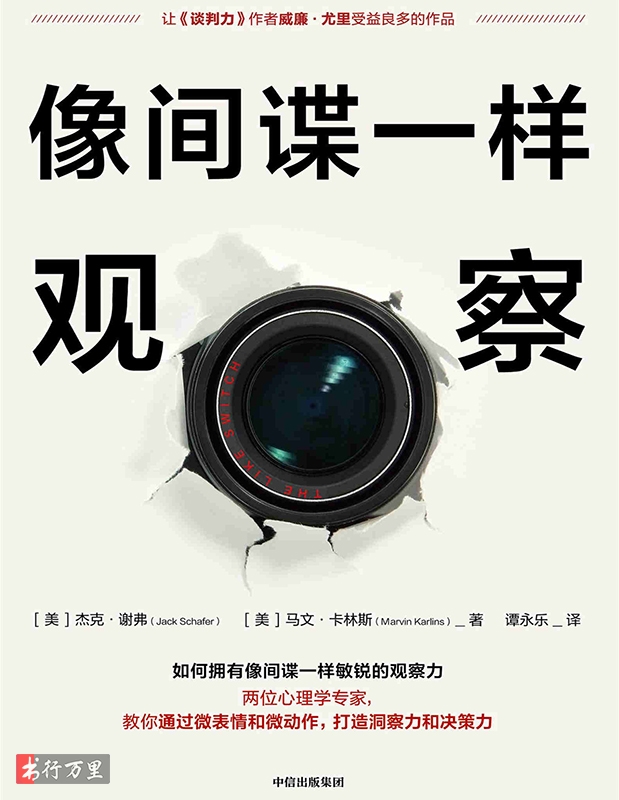 让《谈判力》作者威廉·尤里受益良多的作品
像间谍一样
观察
THE LIKE SWITCH
[美]杰克·谢弗(Jack Schafer) [美]马文·卡林斯(Marvin Karlins)_著 谭永乐_译
如何拥有像间谍一样敏锐的观察力
两位心理学专家,
教你通过微表情和微动作,打造洞察力和决策力
书行万里
中信出版集团